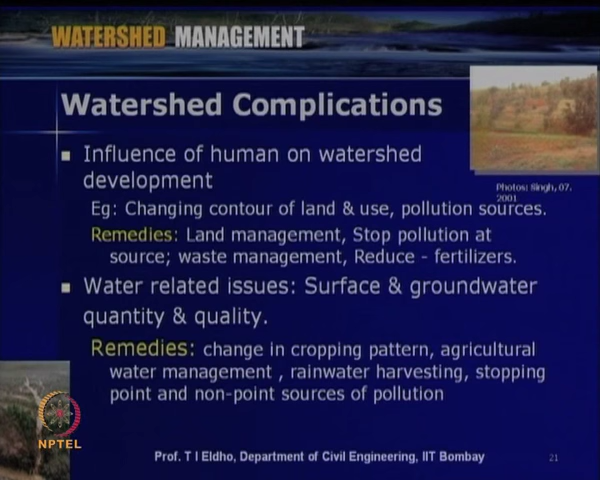 WATERSHED MANAGEMENT
Watershed Complications
Influence of human on watershed
development
Photos: Singh, 07.
2001
Eg: Changing contour of land & use, pollution sources.
Remedies: Land management, Stop pollution at
source; waste management, Reduce - fertilizers.
Water related issues: Surface & groundwater
quantity & quality.
Remedies: change in cropping pattern, agricultural
water management , rainwater harvesting, stopping
point and non-point sources of pollution
NPTEL
Prof. T I Eldho, Department of Civil Engineering, IIT Bombay
21